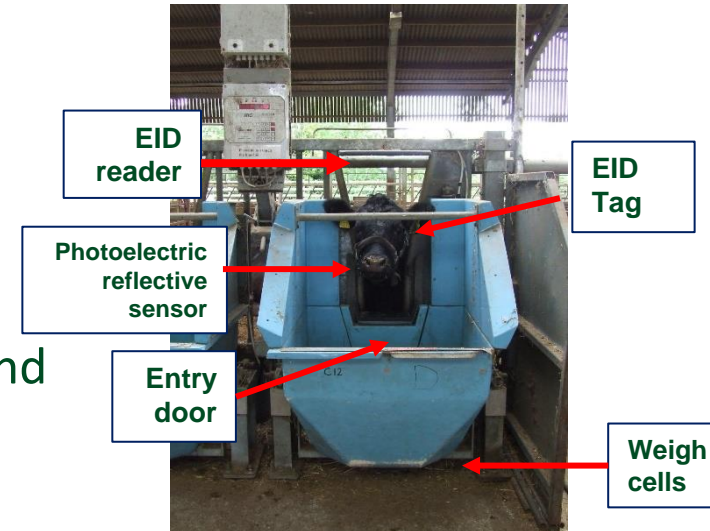 EID
reader
EID
Tag
Photoelectric
reflective
sensor
nd
Entry
door
C12
D
Weigh
cells